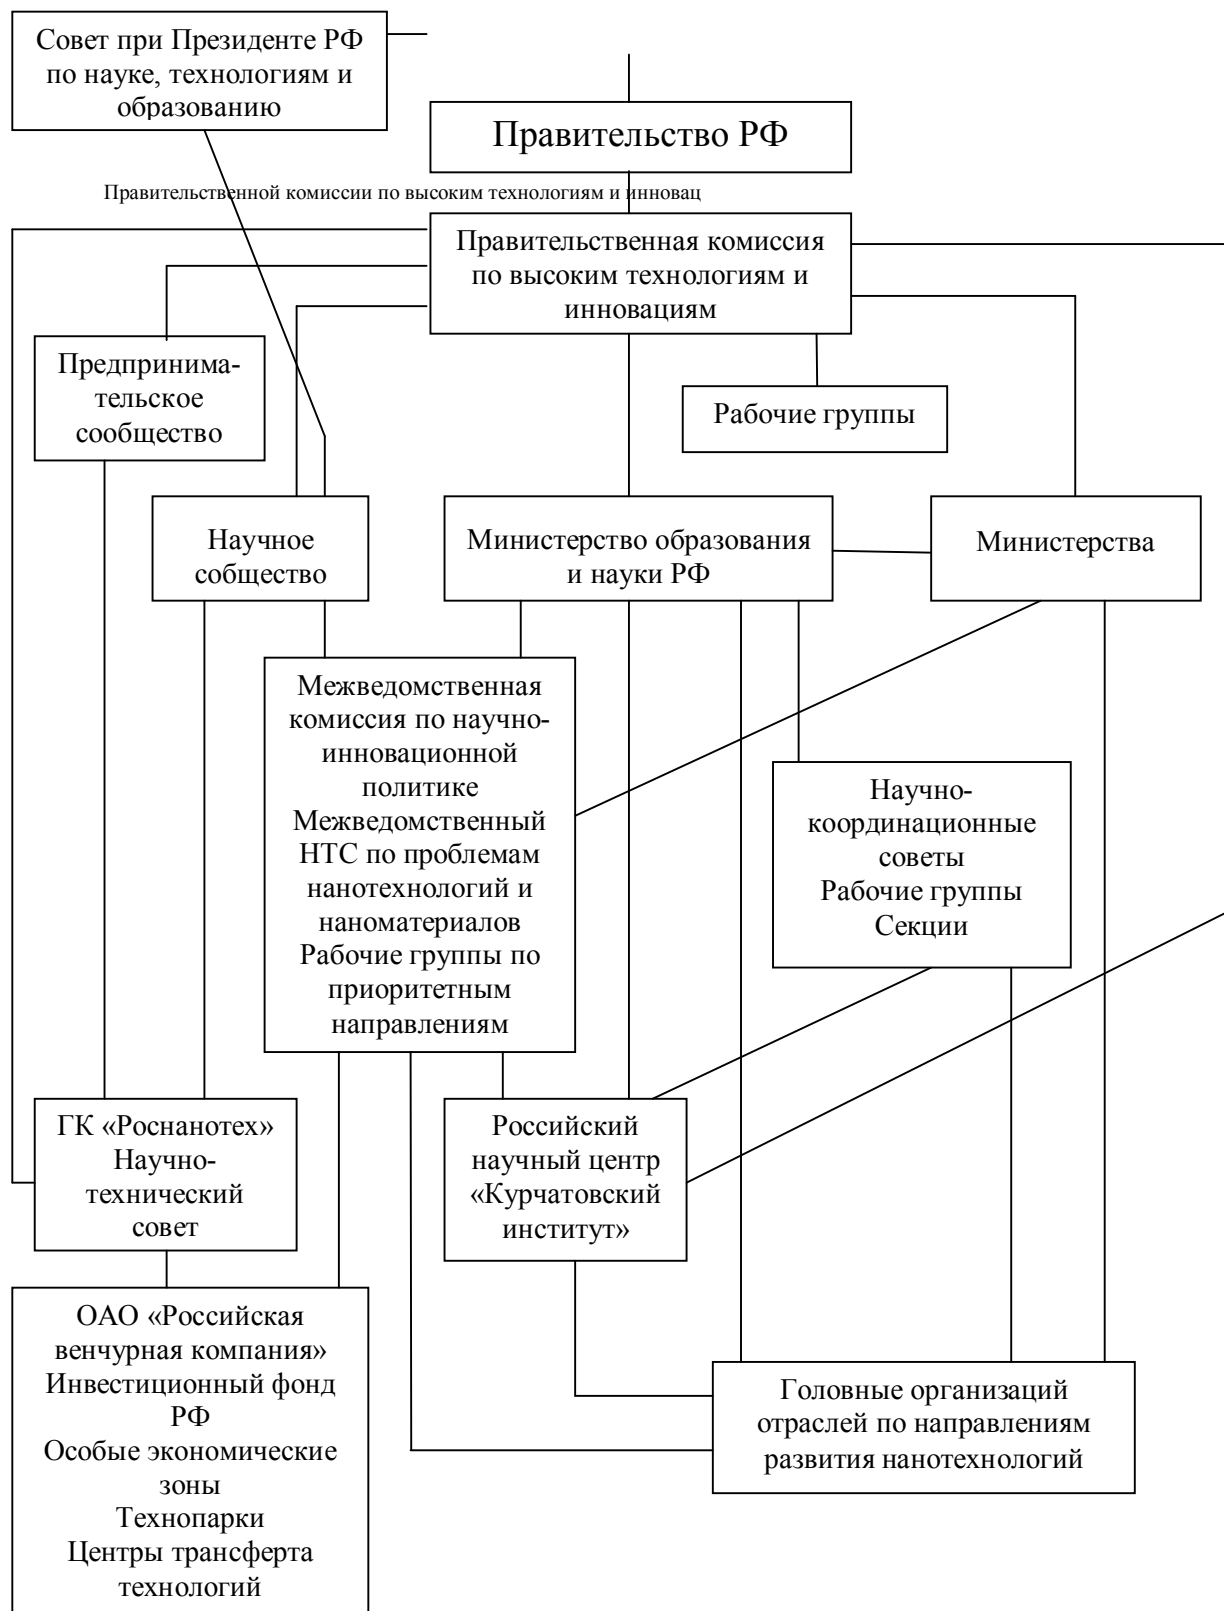 Совет при Президенте РФ
по науке, технологиям и
образованию
Правительство РФ
Правительственной комиссии по высоким технологиям и инновац
Правительственная комиссия
по высоким технологиям и
инновациям
Предпринима-
тельское
сообщество
Рабочие группы
Научное
собщество
Министерство образования
и науки РФ
Министерства
Межведомственная
комиссия по научно-
инновационной
политике
Межведомственный
НТС по проблемам
нанотехнологий и
наноматериалов
Рабочие группы по
приоритетным
направлениям
Научно-
координационные
советы
Рабочие группы
Секции
ГК «Роснанотех»
Научно-
технический
совет
Российский
научный центр
«Курчатовский
институт»
ОАО «Российская
венчурная компания»
Инвестиционный фонд
РФ
Особые экономические
зоны
Технопарки
Центры трансферта
технологий
Головные организаций
отраслей по направлениям
развития нанотехнологий